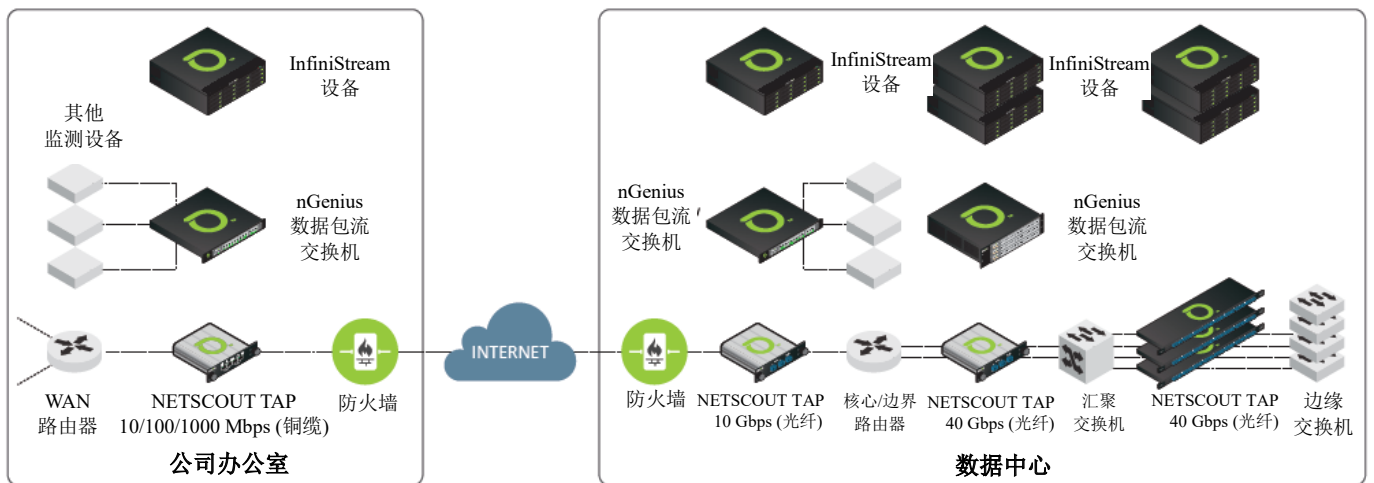 InfiniStream
设备
其他
监测设备
nGenius
数据包流
交换机
WAN
路由器
NETSCOUT TAP
10/100/1000 Mbps (铜缆)
防火墙
公司办公室
INTERNET
InfiniStream
设备
InfiniStream
设备
nGenius
数据包流
交换机
nGenius
数据包流
交换机
防火墙
NETSCOUT TAP
10 Gbps (光纤)
核心/边界
路由器
NETSCOUT TAP
40 Gbps (光纤)
汇聚
交换机
NETSCOUT TAP
40 Gbps (光纤)
边缘
交换机
数据中心